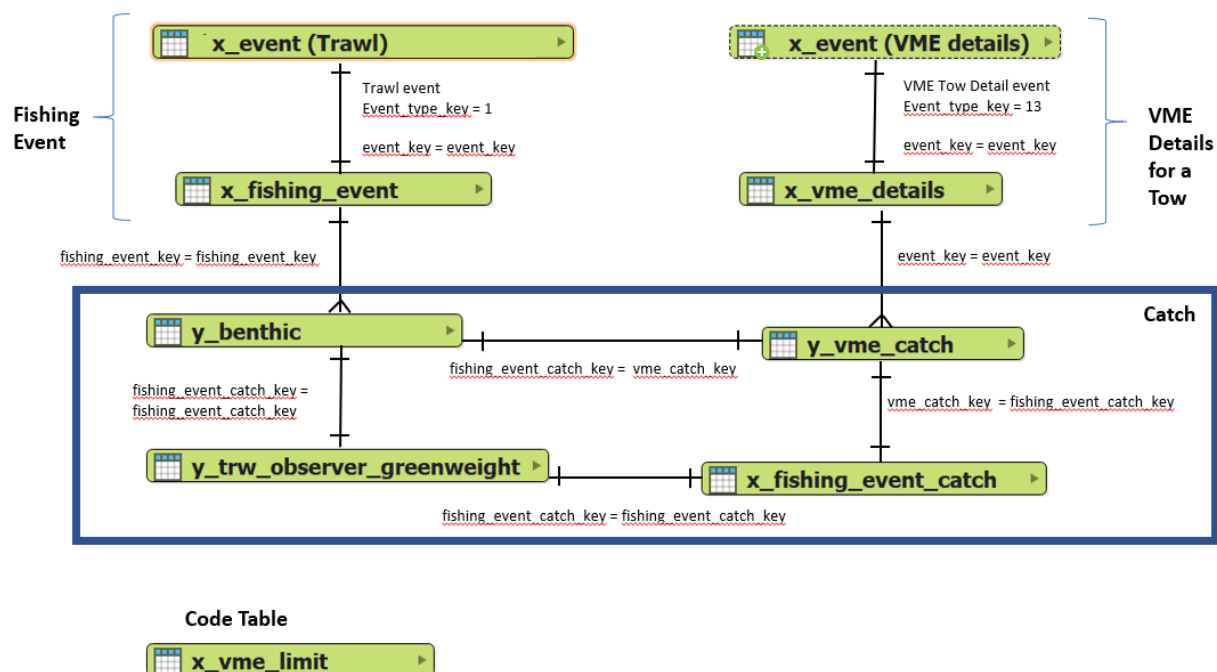 x_event (Trawl)
x_event (VME details)
Trawl event
Event_type_key = 1
event_key = event_key
VME Tow Detail event
Event_type_key = 13
event_key = event_key
Fishing
Event
VME
Details
for a
Tow
x_fishing_event
x_vme_details
fishing_event_key = fishing_event_key
event_key = event_key
Catch
y_benthic
y_vme_catch
fishing_event_catch_key = vme_catch_key
fishing_event_catch_key =
fishing_event_catch_key
vme_catch_key = fishing_event_catch_key
y_trw_observer_greenweight
x_fishing_event_catch
fishing_event_catch_key = fishing_event_catch_key
Code Table
x_vme_limit